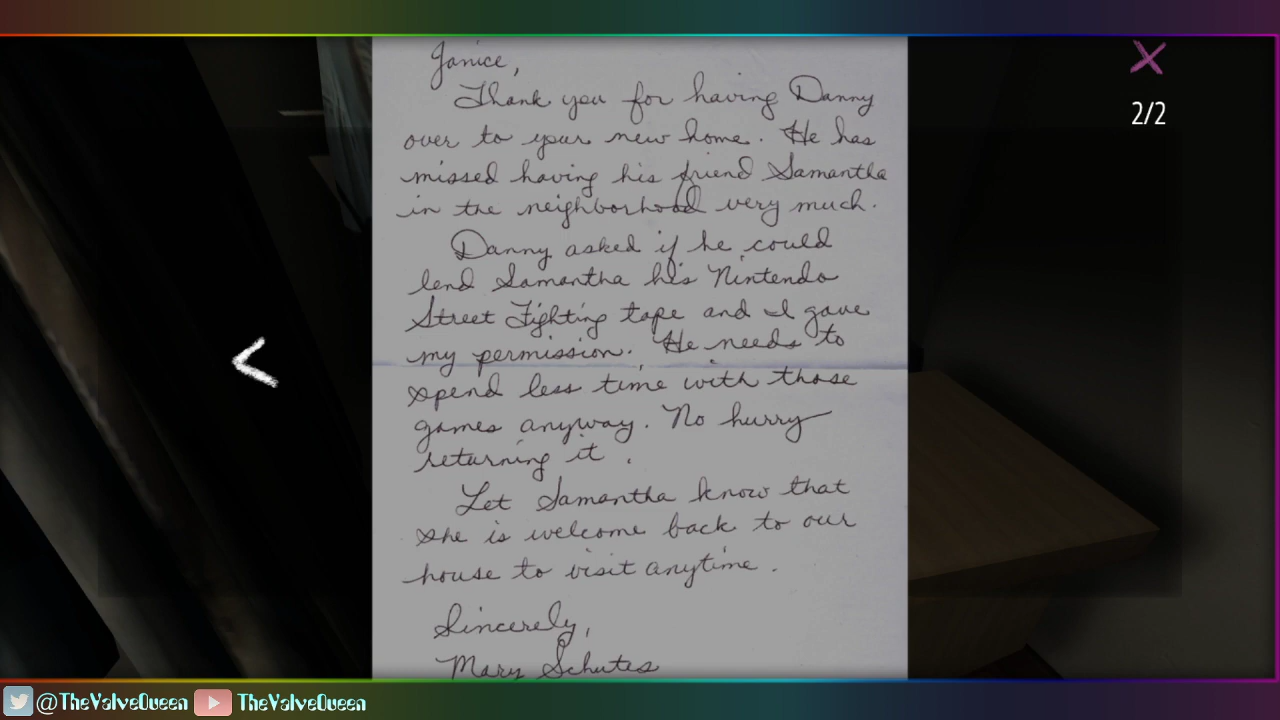 Janice,
2/2
Thank you for having Danny
over to your new home. He has
missed having his friend Samantha
in the neighborhood very much.
Danny asked if he could
lend Samantha his Nintendo
Street Fighting tape and I gave
my permission. He needs to
spend less time with those
games anyway. No hurry
returning it.
Let Samantha know that
she is welcome back to our
house to visit anytime.
Sincerely,
Mary Schutes
@TheValveQueen TheValveQueen